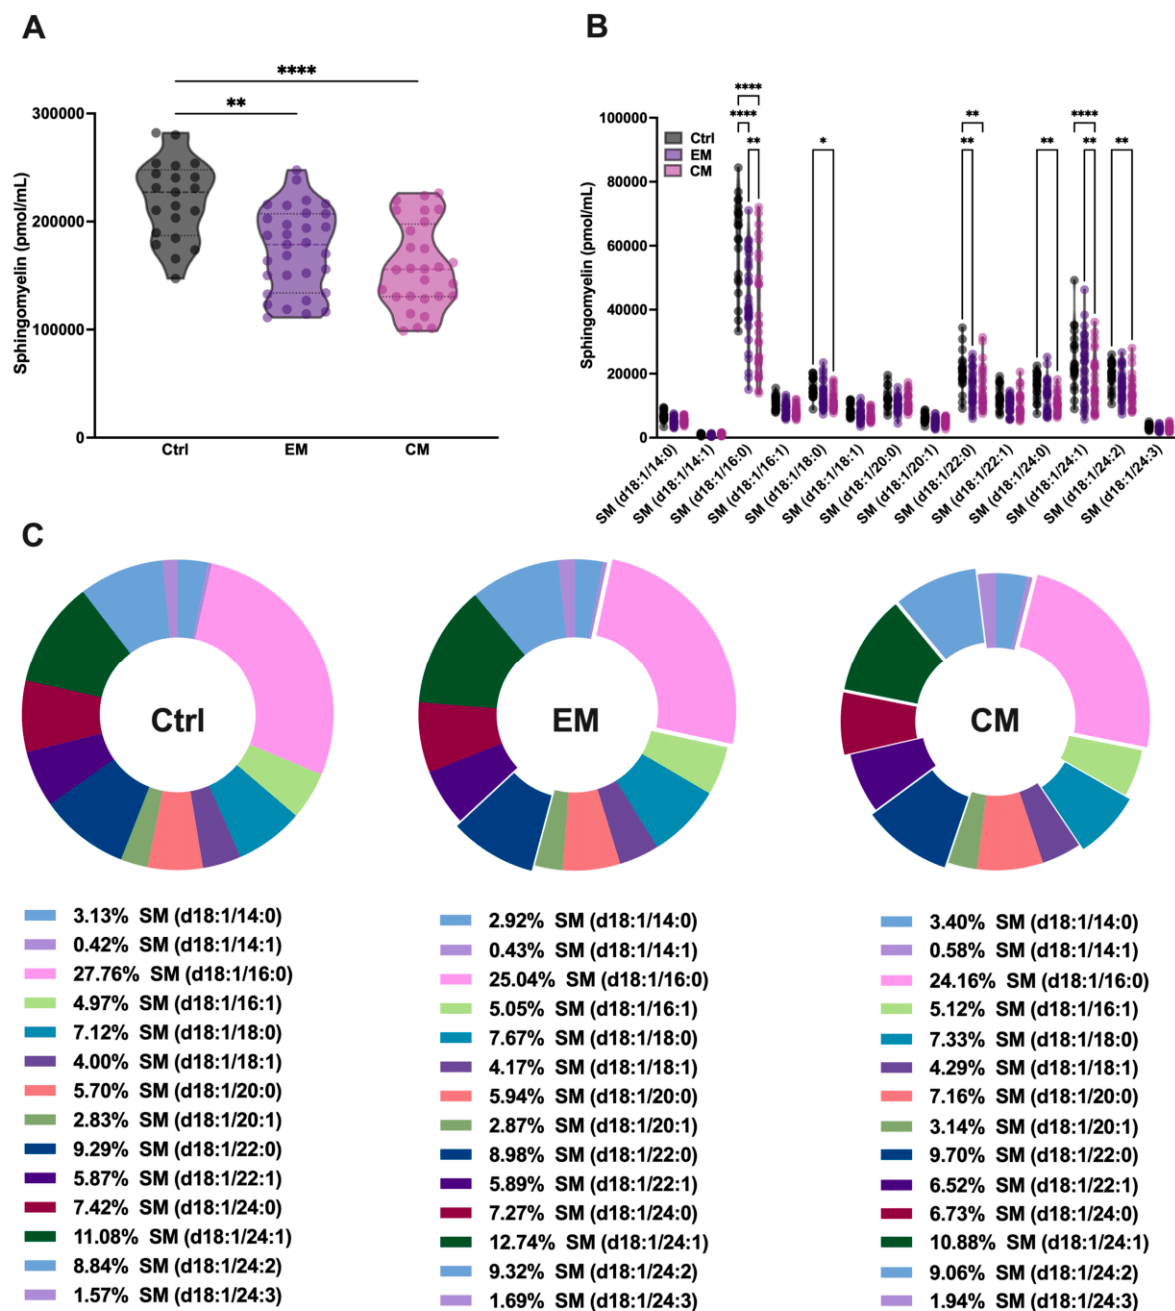 A
B
****
**
300000
200000
100000
0
Sphingomyelin (pmol/mL)
Ctrl
EM
CM
100000
80000
60000
40000
20000
0
Sphingomyelin (pmol/mL)
Ctrl
EM
CM
****
****
**
*
**
**
**
****
**
**
SM (d18:1/14:0)
SM (d18:1/14:1)
SM (d18:1/16:0)
SM (d18:1/16:1)
SM (d18:1/18:0)
SM (d18:1/18:1)
SM (d18:1/20:0)
SM (d18:1/20:1)
SM (d18:1/22:0)
SM (d18:1/22:1)
SM (d18:1/24:0)
SM (d18:1/24:1)
SM (d18:1/24:2)
SM (d18:1/24:3)
C
Ctrl
EM
CM
3.13% SM (d18:1/14:0)
0.42% SM (d18:1/14:1)
27.76% SM (d18:1/16:0)
4.97% SM (d18:1/16:1)
7.12% SM (d18:1/18:0)
4.00% SM (d18:1/18:1)
5.70% SM (d18:1/20:0)
2.83% SM (d18:1/20:1)
9.29% SM (d18:1/22:0)
5.87% SM (d18:1/22:1)
7.42% SM (d18:1/24:0)
11.08% SM (d18:1/24:1)
8.84% SM (d18:1/24:2)
1.57% SM (d18:1/24:3)
2.92% SM (d18:1/14:0)
0.43% SM (d18:1/14:1)
25.04% SM (d18:1/16:0)
5.05% SM (d18:1/16:1)
7.67% SM (d18:1/18:0)
4.17% SM (d18:1/18:1)
5.94% SM (d18:1/20:0)
2.87% SM (d18:1/20:1)
8.98% SM (d18:1/22:0)
5.89% SM (d18:1/22:1)
7.27% SM (d18:1/24:0)
12.74% SM (d18:1/24:1)
9.32% SM (d18:1/24:2)
1.69% SM (d18:1/24:3)
3.40% SM (d18:1/14:0)
0.58% SM (d18:1/14:1)
24.16% SM (d18:1/16:0)
5.12% SM (d18:1/16:1)
7.33% SM (d18:1/18:0)
4.29% SM (d18:1/18:1)
7.16% SM (d18:1/20:0)
3.14% SM (d18:1/20:1)
9.70% SM (d18:1/22:0)
6.52% SM (d18:1/22:1)
6.73% SM (d18:1/24:0)
10.88% SM (d18:1/24:1)
9.06% SM (d18:1/24:2)
1.94% SM (d18:1/24:3)